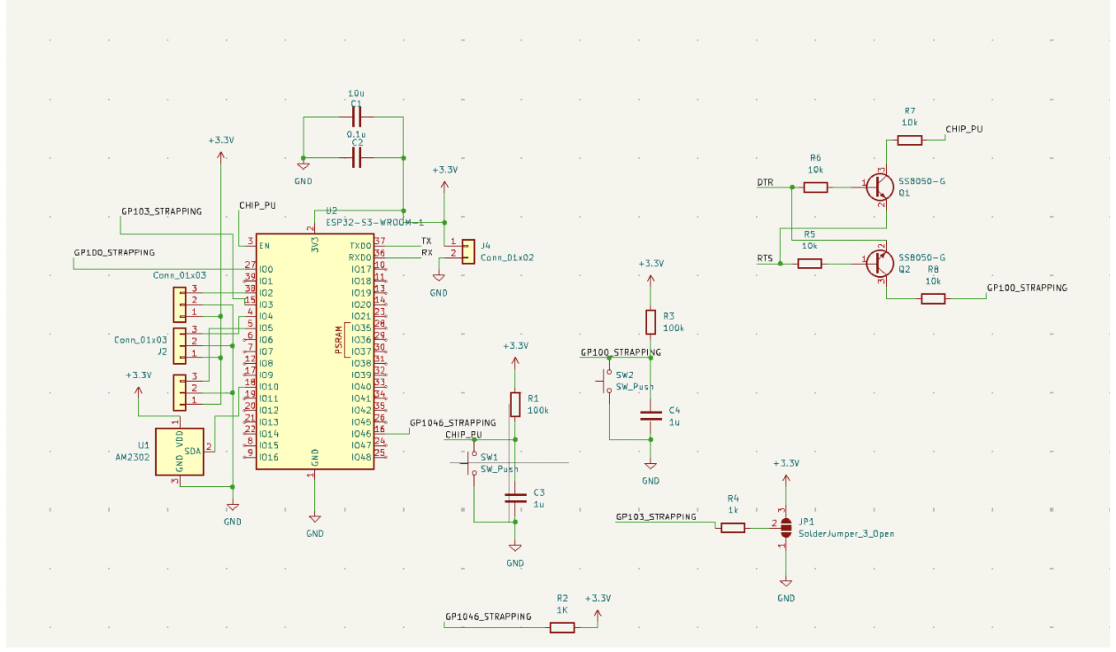 10u
C1
0.1u
C2
GND
+3.3V
+3.3V
GP103_STRAPPING
CHIP_PU
GP100_STRAPPING
U2
ESP32-S3-WROOM-1
2
3V3
3 EN
27 IO0
39 IO1
38 IO2
15 IO3
4 IO4
5 IO5
6 IO6
7 IO7
12 IO8
17 IO9
18 IO10
19 IO11
20 IO12
21 IO13
22 IO14
8 IO15
9 IO16
TXD0 37 TX
RXD0 36 RX
IO17 10
IO18 11
IO19 13
IO20 14
IO21 23
IO35 28
IO36 29
IO37 30
IO38 31
IO39 32
IO40 33
IO41 34
IO42 35
IO45 26
IO46 16
IO47 24
IO48 25
PSRAM
GND
1
GND
1
2
J4
Conn_01x02
GND
Conn_01x03
3
2
1
Conn_01x03
J2
3
2
1
+3.3V
3
2
1
U1
AM2302
1
VDD
SDA 2
GND
3
GND
+3.3V
R1
100k
GP1046_STRAPPING
CHIP_PU
SW1
SW_Push
C3
1u
GND
+3.3V
R3
100k
GP100_STRAPPING
SW2
SW_Push
C4
1u
GND
R7
10k
CHIP_PU
R6
10k
DTR
1
3
2
SS8050-G
Q1
R5
10k
RTS
1
2
3
SS8050-G
Q2
R8
10k
GP100_STRAPPING
+3.3V
GP103_STRAPPING
R4
1k
3
2
1
JP1
SolderJumper_3_Open
GND
GP1046_STRAPPING
R2
1K
+3.3V